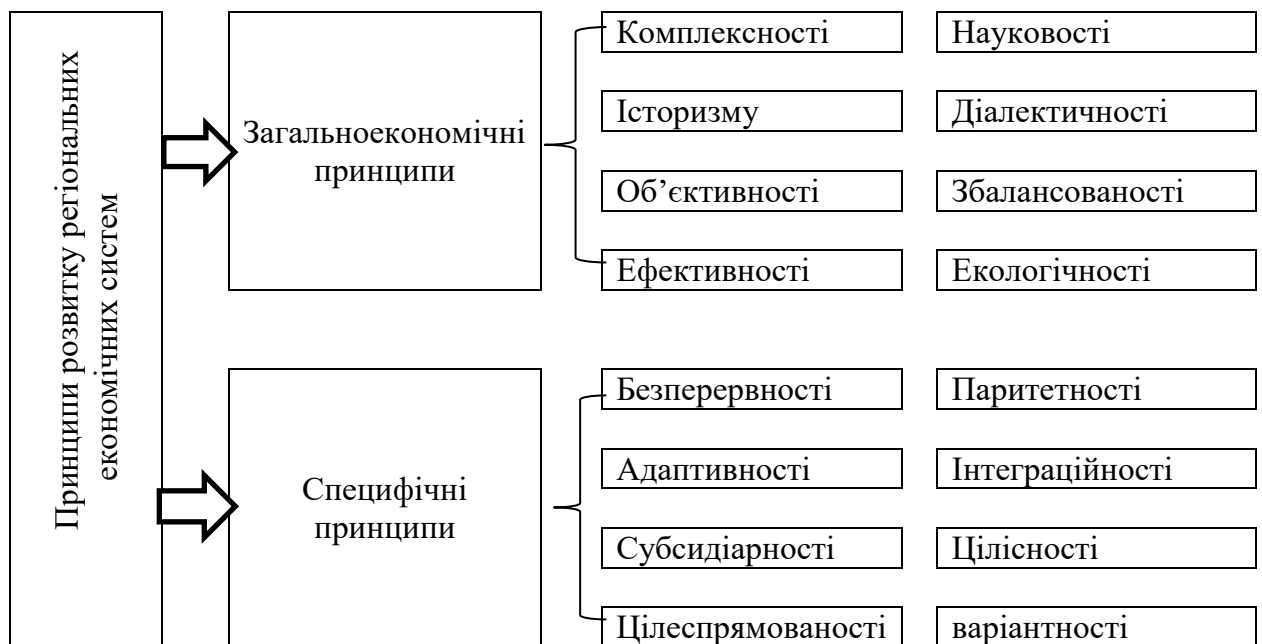 Принципи розвитку регіональних
економічних систем
Загальноекономічні
принципи
Комплексності
Науковості
Історизму
Діалектичності
Об’єктивності
Збалансованості
Ефективності
Екологічності
Специфічні
принципи
Безперервності
Паритетності
Адаптивності
Інтеграційності
Субсидіарності
Цілісності
Цілеспрямованості
варіантності